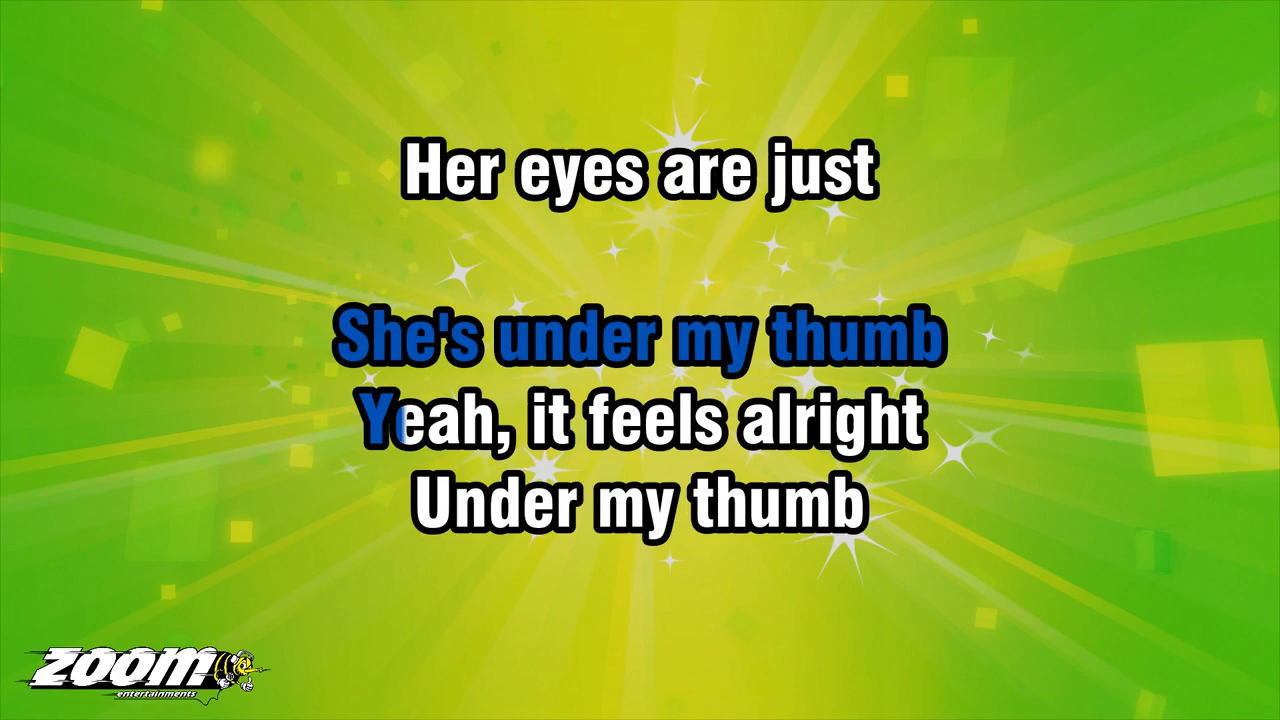 Her eyes are just
She's under my thumb
Yeah, it feels alright
Under my thumb
zoom
entertainments